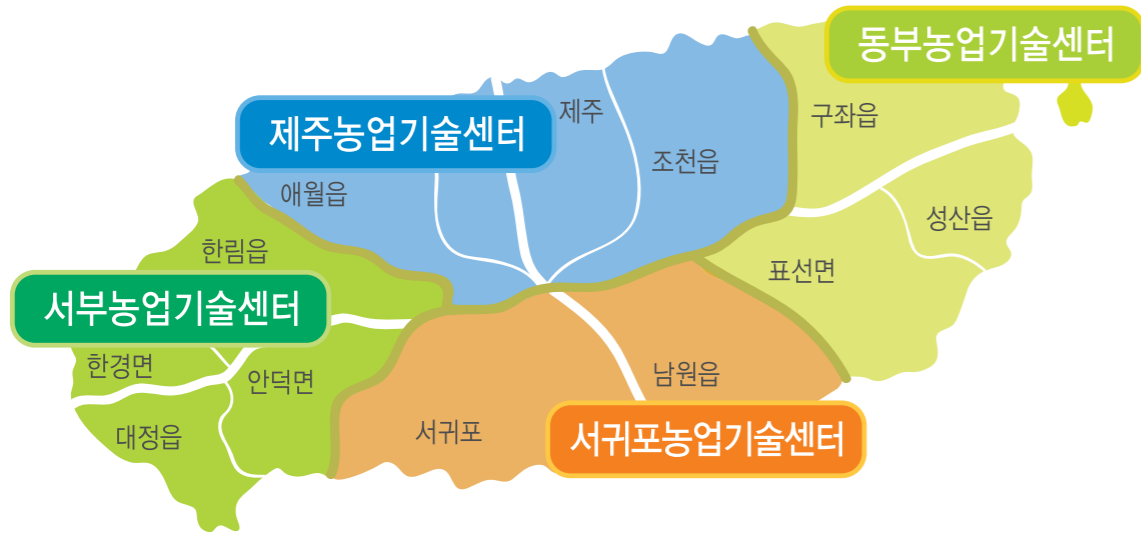 동부농업기술센터
제주
구좌읍
제주농업기술센터
조천읍
애월읍
성산읍
한림읍
표선면
서부농업기술센터
한경면
안덕면
남원읍
대정읍
서귀포
서귀포농업기술센터